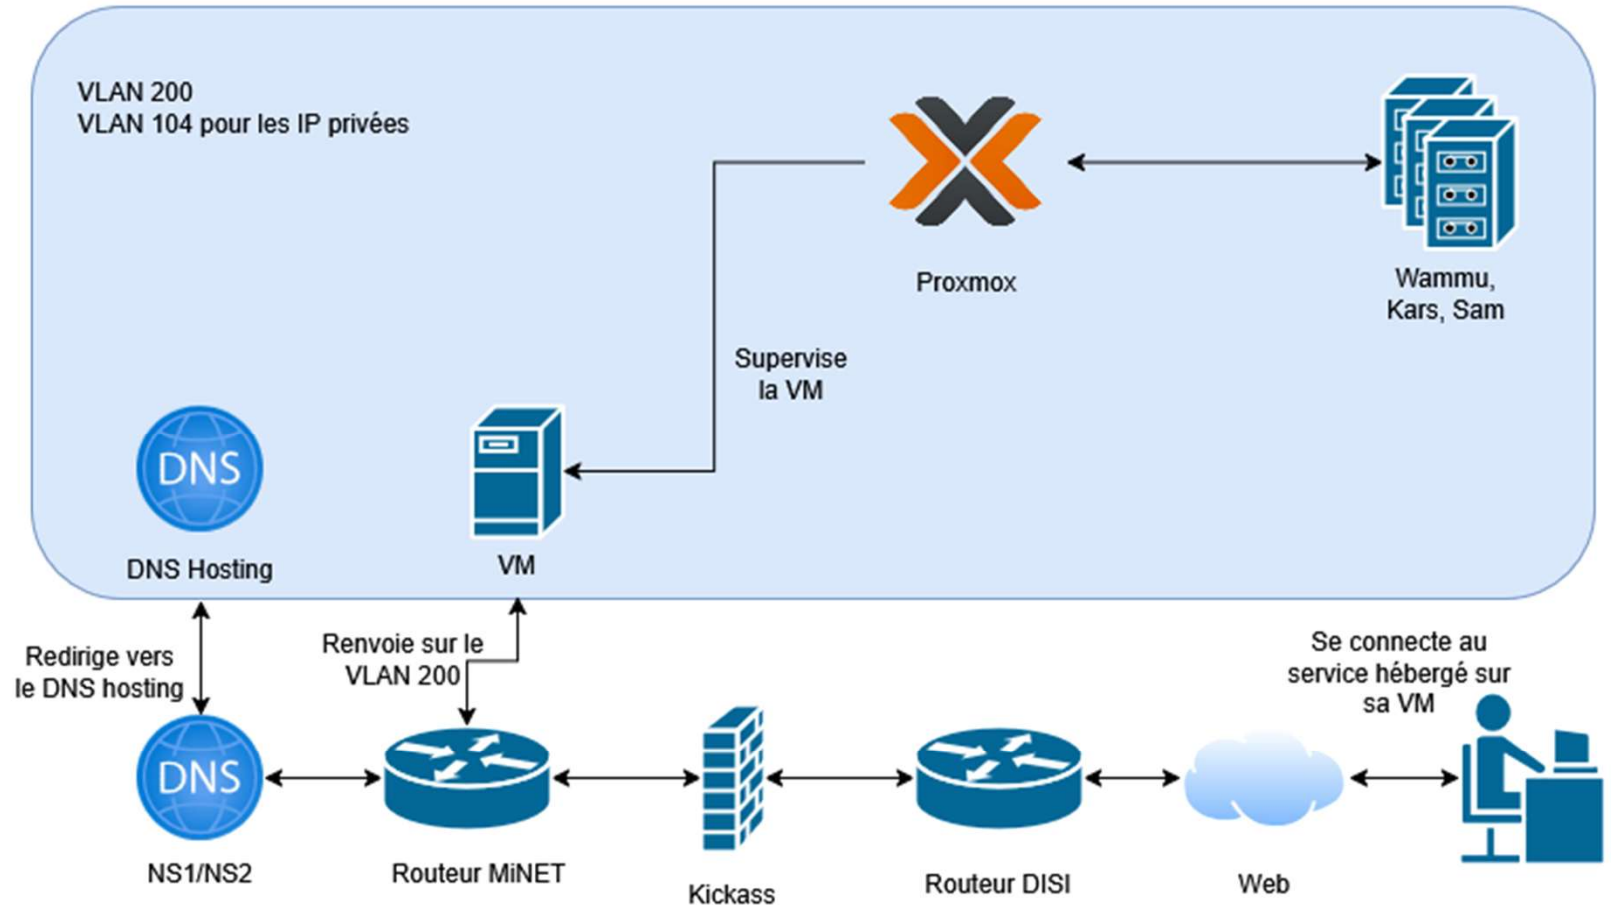 VLAN 200
VLAN 104 pour les IP privées
Proxmox
Wammu,
Kars, Sam
Supervise
la VM
DNS
DNS Hosting
VM
Redirige vers
le DNS hosting
Renvoie sur le
VLAN 200
Se connecte au
service hébergé sur
sa VM
DNS
NS1/NS2
Routeur MiNET
Kickass
Routeur DISI
Web